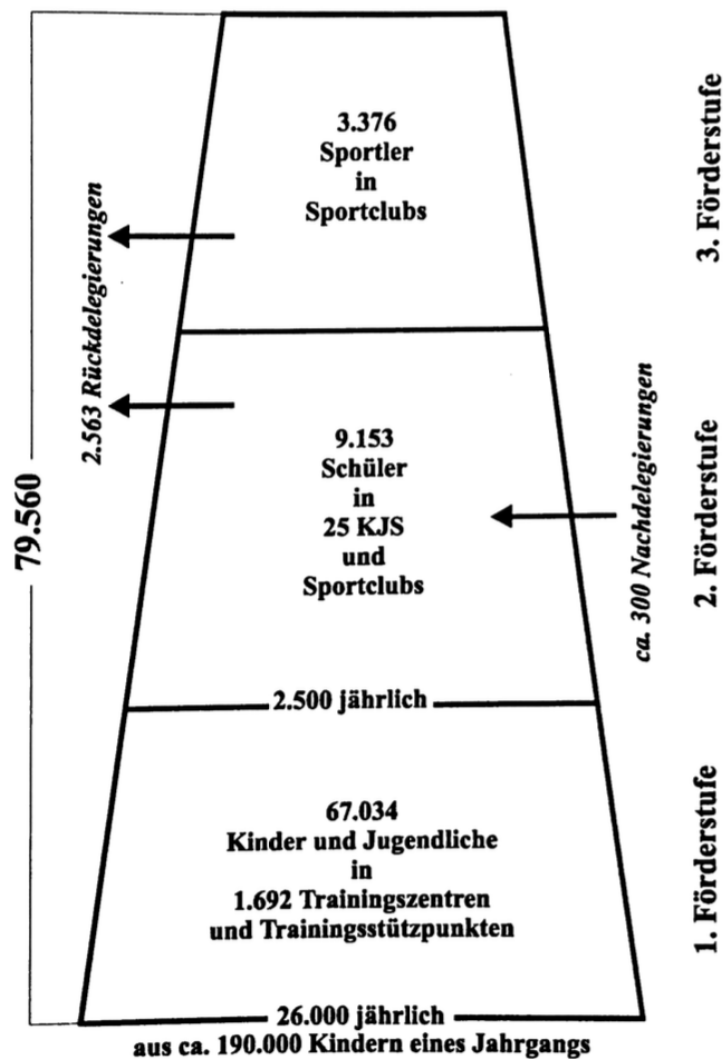 3.376
Sportler
in
Sportclubs
3. Förderstufe
2.563 Rückdelegierungen
79.560
9.153
Schüler
in
25 KJS
und
Sportclubs
ca. 300 Nachdelegierungen
2. Förderstufe
2.500 jährlich
67.034
Kinder und Jugendliche
in
1.692 Trainingszentren
und Trainingsstützpunkten
1. Förderstufe
26.000 jährlich
aus ca. 190.000 Kindern eines Jahrgangs